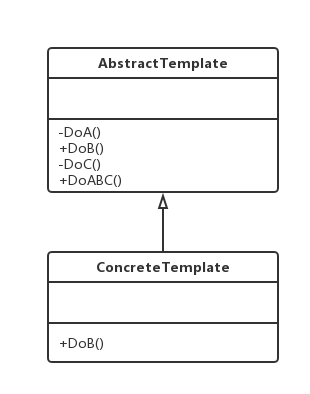 AbstractTemplate
-DoA()
+DoB()
-DoC()
+DoABC()
ConcreteTemplate
+DoB()